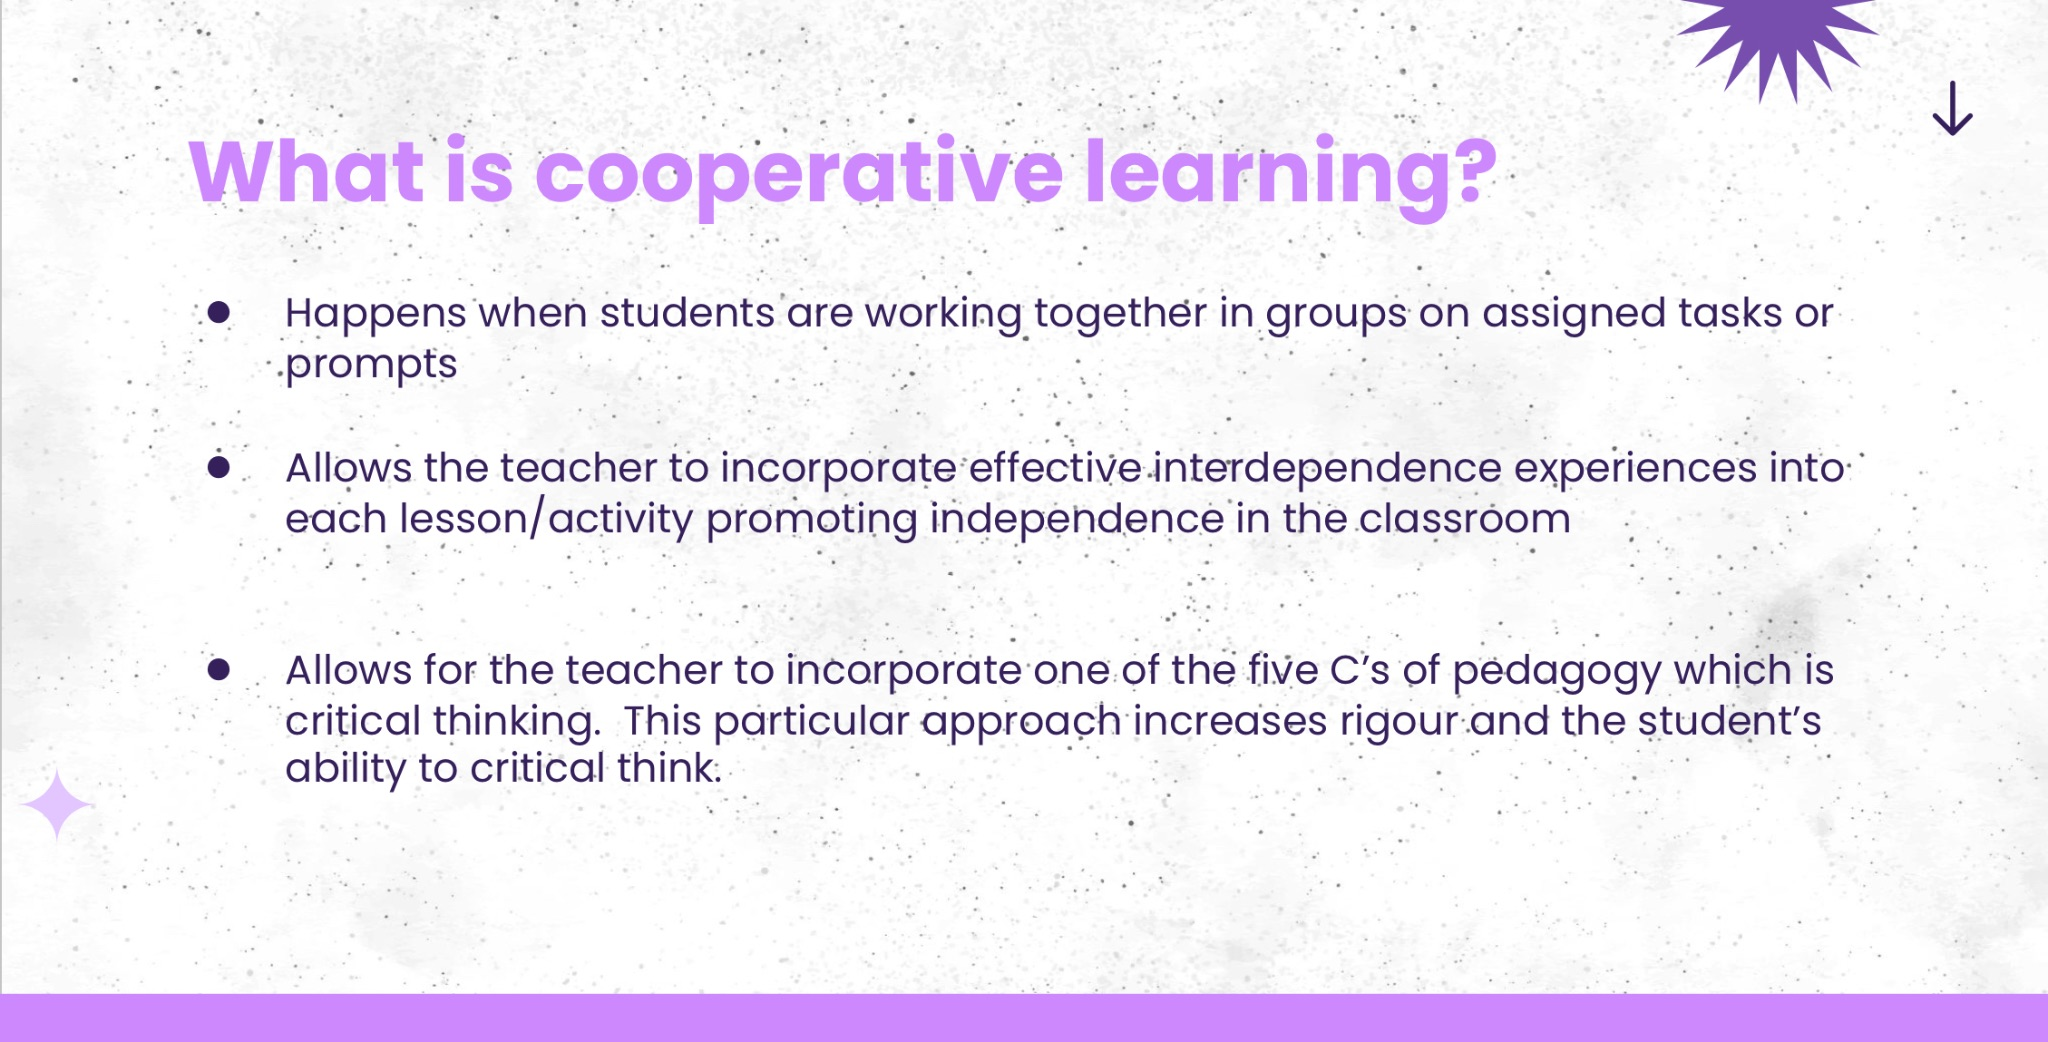 What is cooperative learning?
● Happens when students are working together in groups on assigned tasks or
prompts
● Allows the teacher to incorporate effective interdependence experiences into
each lesson/activity promoting independence in the classroom
● Allows for the teacher to incorporate one of the five C’s of pedagogy which is
critical thinking.  This particular approach increases rigour and the student’s
ability to critical think.